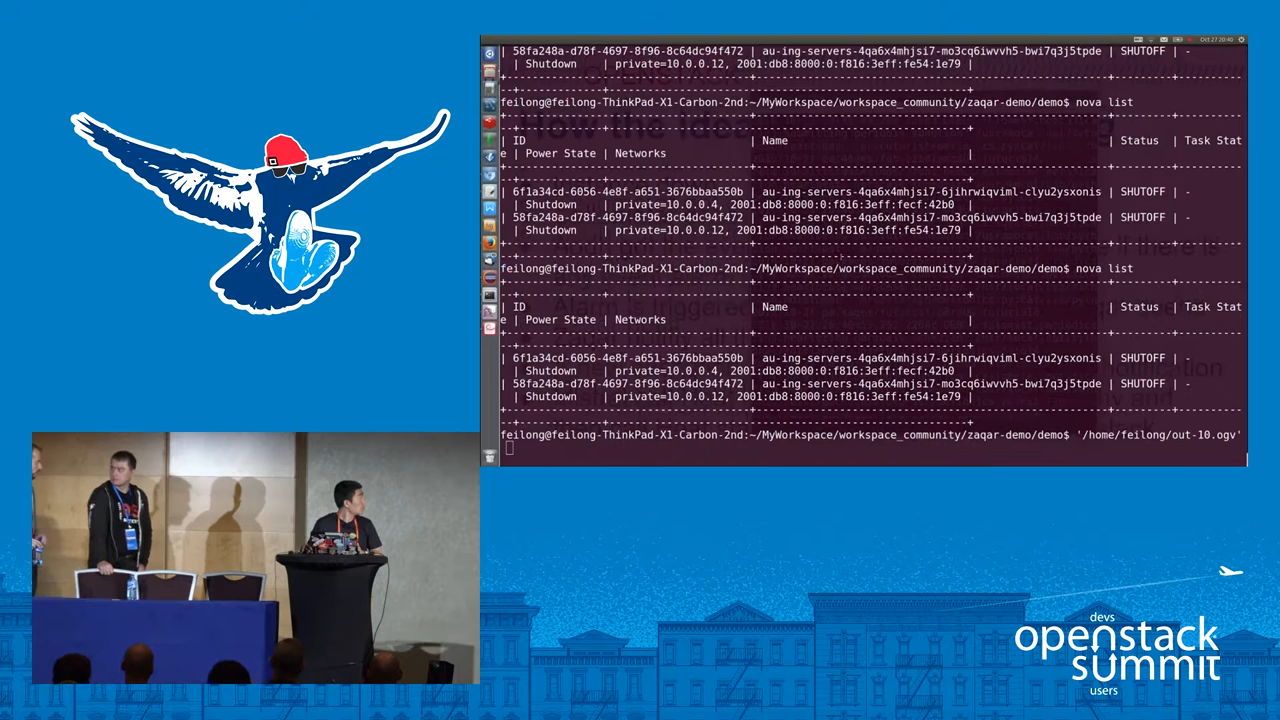 Oct 27 20:40
| 58fa248a-d78f-4697-8f96-8c64dc94f472 | au-ing-servers-4qa6x4mhjsi7-mo3cq6iwvvh5-bwi7q3j5tpde | SHUTOFF | -
| Shutdown | private=10.0.0.12, 2001:db8:8000:0:f816:3eff:fe54:1e79 |
feilong@feilong-ThinkPad-X1-Carbon-2nd:~/MyWorkspace/workspace_community/zaqar-demo/demo$ nova list
| ID | Name | Status | Task Stat
e | Power State | Networks |
| 6f1a34cd-6056-4e8f-a651-3676bbaa550b | au-ing-servers-4qa6x4mhjsi7-6jihrwiqviml-clyu2ysxonis | SHUTOFF | -
| Shutdown | private=10.0.0.4, 2001:db8:8000:0:f816:3eff:fecf:42b0 |
| 58fa248a-d78f-4697-8f96-8c64dc94f472 | au-ing-servers-4qa6x4mhjsi7-mo3cq6iwvvh5-bwi7q3j5tpde | SHUTOFF | -
| Shutdown | private=10.0.0.12, 2001:db8:8000:0:f816:3eff:fe54:1e79 |
feilong@feilong-ThinkPad-X1-Carbon-2nd:~/MyWorkspace/workspace_community/zaqar-demo/demo$ nova list
| ID | Name | Status | Task Stat
e | Power State | Networks |
| 6f1a34cd-6056-4e8f-a651-3676bbaa550b | au-ing-servers-4qa6x4mhjsi7-6jihrwiqviml-clyu2ysxonis | SHUTOFF | -
| Shutdown | private=10.0.0.4, 2001:db8:8000:0:f816:3eff:fecf:42b0 |
| 58fa248a-d78f-4697-8f96-8c64dc94f472 | au-ing-servers-4qa6x4mhjsi7-mo3cq6iwvvh5-bwi7q3j5tpde | SHUTOFF | -
| Shutdown | private=10.0.0.12, 2001:db8:8000:0:f816:3eff:fe54:1e79 |
feilong@feilong-ThinkPad-X1-Carbon-2nd:~/MyWorkspace/workspace_community/zaqar-demo/demo$ '/home/feilong/out-10.ogv'
devs
openstack
summit
users